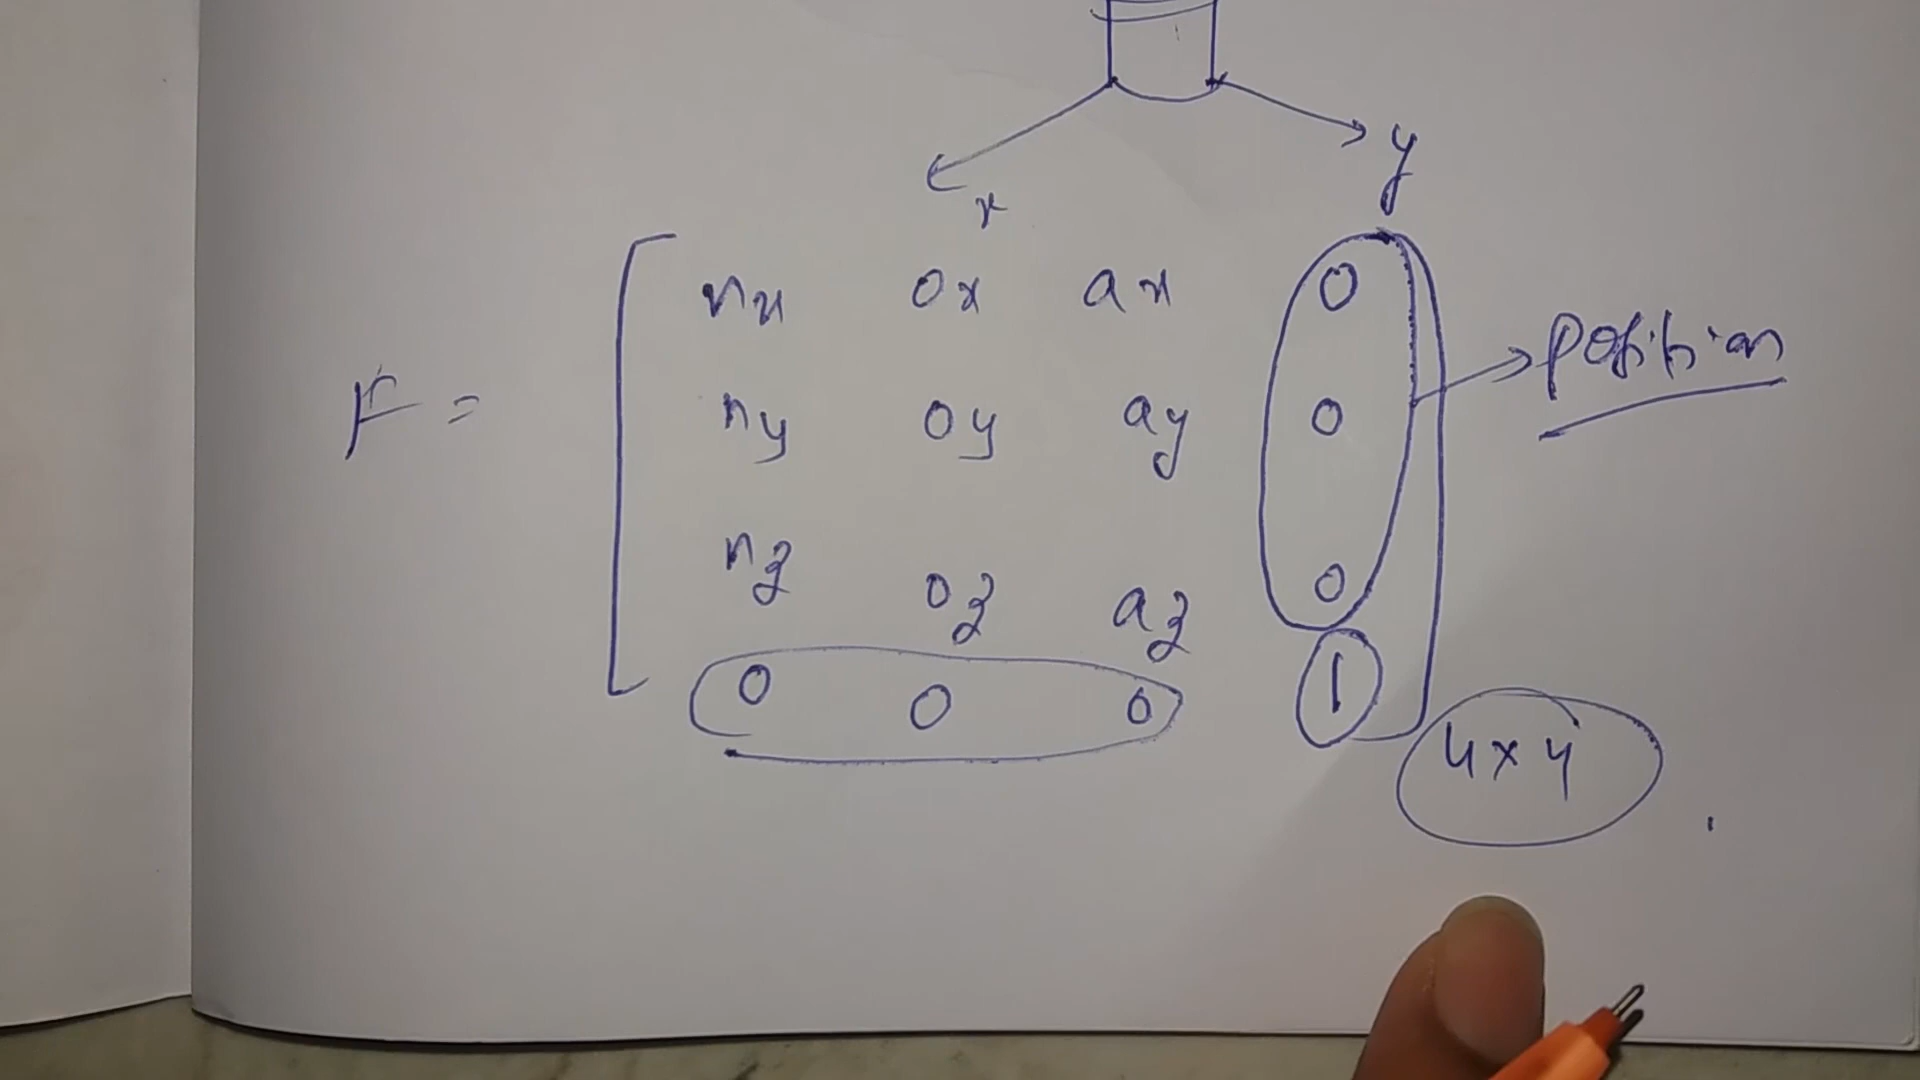 y
x
nx ox ax 0
F = ny oy ay 0 position
nz oz az 0
0 0 0 1
4x4